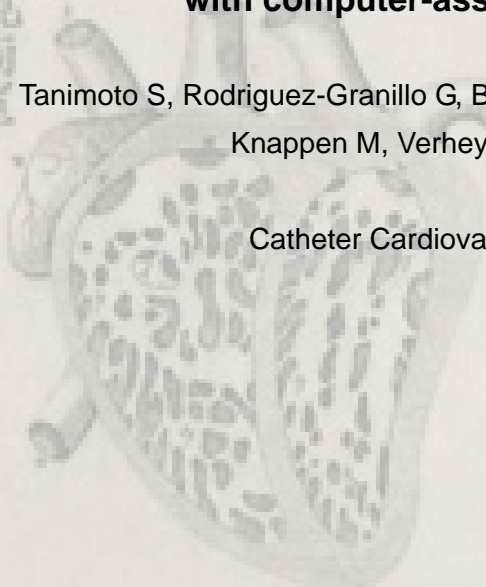 with computer-ass
Tanimoto S, Rodriguez-Granillo G, B
Knappen M, Verhey
Catheter Cardiova